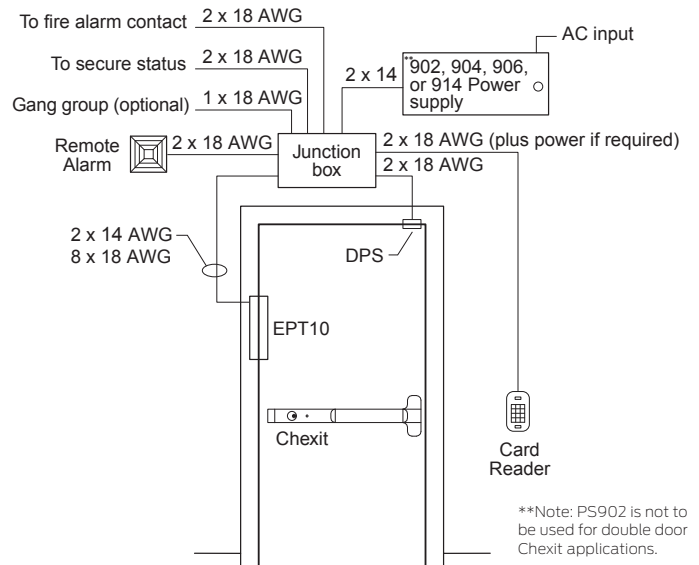 To fire alarm contact
2 x 18 AWG
To secure status
2 x 18 AWG
Gang group (optional)
1 x 18 AWG
Remote
Alarm
2 x 18 AWG
Junction
box
2 x 14
**902, 904, 906,
or 914 Power
supply
AC input
2 x 18 AWG (plus power if required)
2 x 18 AWG
2 x 14 AWG
8 x 18 AWG
DPS
EPT10
Chexit
Card
Reader
**Note: PS902 is not to
be used for double door
Chexit applications.